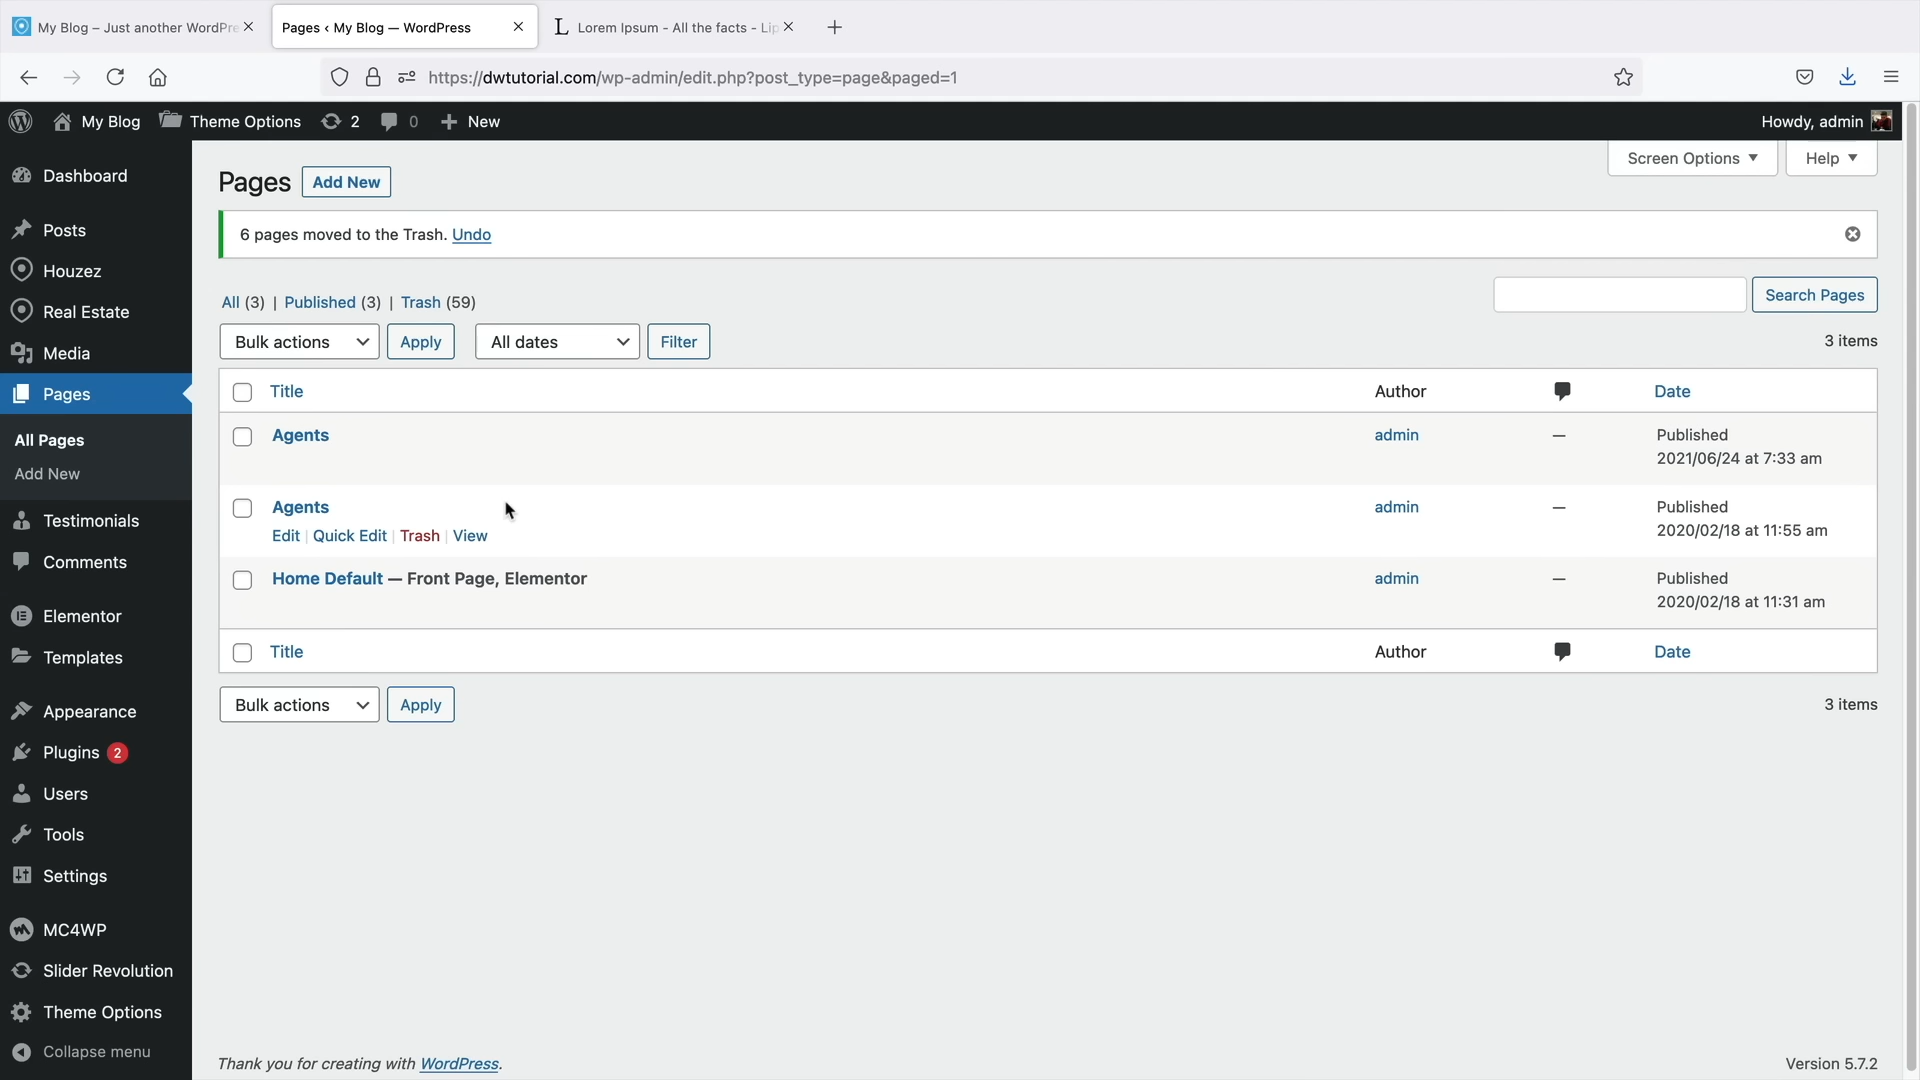 My Blog – Just another WordPre
Pages ‹ My Blog — WordPress
L Lorem Ipsum - All the facts - Lip
https://dwtutorial.com/wp-admin/edit.php?post_type=page&paged=1
My Blog Theme Options 2 0 New Howdy, admin
Dashboard
Posts
Houzez
Real Estate
Media
Pages
All Pages
Add New
Testimonials
Comments
Elementor
Templates
Appearance
Plugins 2
Users
Tools
Settings
MC4WP
Slider Revolution
Theme Options
Collapse menu
Screen Options Help
Pages Add New
6 pages moved to the Trash. Undo
All (3) | Published (3) | Trash (59)
Search Pages
Bulk actions Apply All dates Filter 3 items
Title Author Date
Agents admin — Published
2021/06/24 at 7:33 am
Agents admin — Published
Edit | Quick Edit | Trash | View 2020/02/18 at 11:55 am
Home Default — Front Page, Elementor admin — Published
2020/02/18 at 11:31 am
Title Author Date
Bulk actions Apply 3 items
Thank you for creating with WordPress. Version 5.7.2